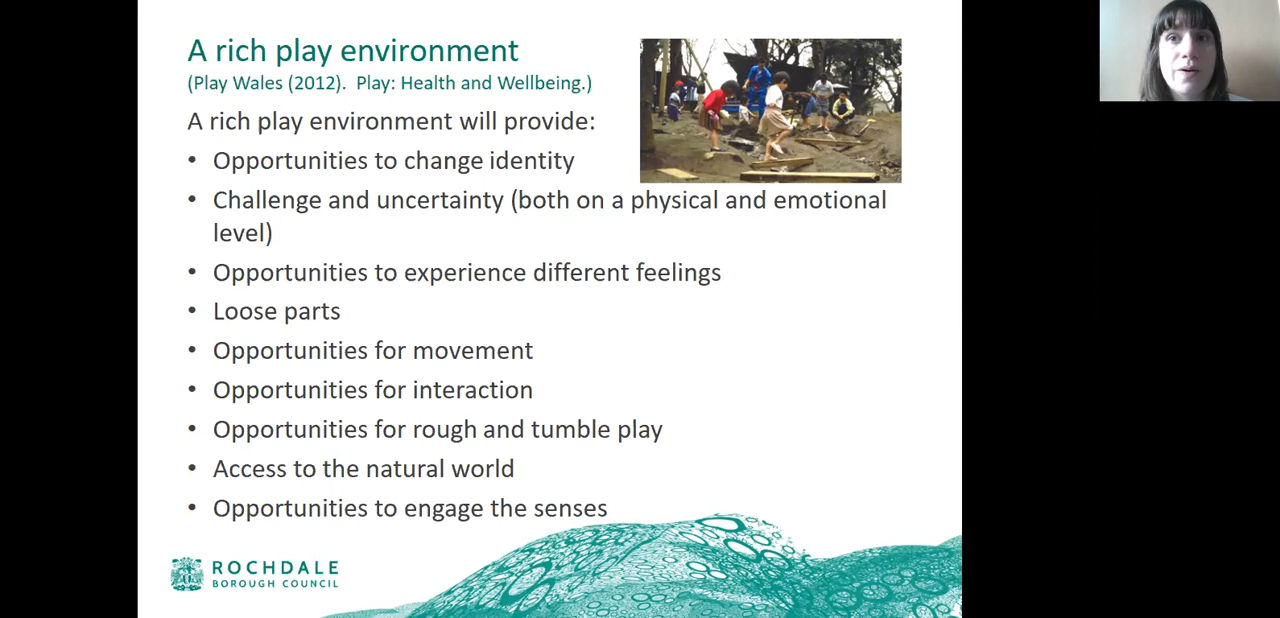 A rich play environment
(Play Wales (2012).  Play: Health and Wellbeing.)
A rich play environment will provide:
• Opportunities to change identity
• Challenge and uncertainty (both on a physical and emotional
level)
• Opportunities to experience different feelings
• Loose parts
• Opportunities for movement
• Opportunities for interaction
• Opportunities for rough and tumble play
• Access to the natural world
• Opportunities to engage the senses
ROCHDALE
BOROUGH COUNCIL